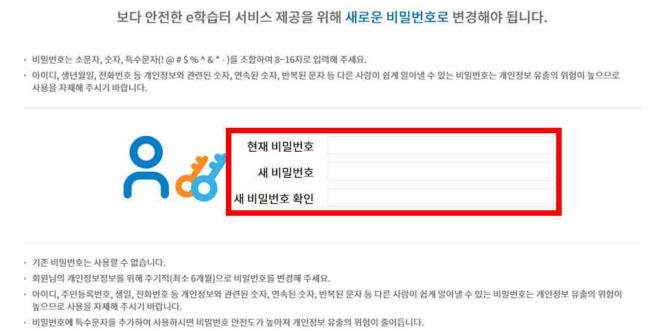 보다 안전한 e학습터 서비스 제공을 위해 새로운 비밀번호로 변경해야 됩니다.
· 비밀번호는 소문자, 숫자, 특수문자(! @ # $ % ^ & * - )를 조합하여 8~16자로 입력해 주세요.
· 아이디, 생년월일, 전화번호 등 개인정보와 관련된 숫자, 연속된 숫자, 반복된 문자 등 다른 사람이 쉽게 알아낼 수 있는 비밀번호는 개인정보 유출의 위험이 높으므로
사용을 자제해 주시기 바랍니다.
현재 비밀번호
새 비밀번호
새 비밀번호 확인
· 기존 비밀번호는 사용할 수 없습니다.
· 회원님의 개인정보정보를 위해 주기적(최소 6개월)으로 비밀번호를 변경해 주세요.
· 아이디, 주민등록번호, 생일, 전화번호 등 개인정보와 관련된 숫자, 연속된 숫자, 반복된 문자 등 다른 사람이 쉽게 알아낼 수 있는 비밀번호는 개인정보 유출의 위험이
높으므로 사용을 자제해 주시기 바랍니다.
· 비밀번호에 특수문자를 추가하여 사용하시면 비밀번호 안전도가 높아져 개인정보 유출의 위험이 줄어듭니다.